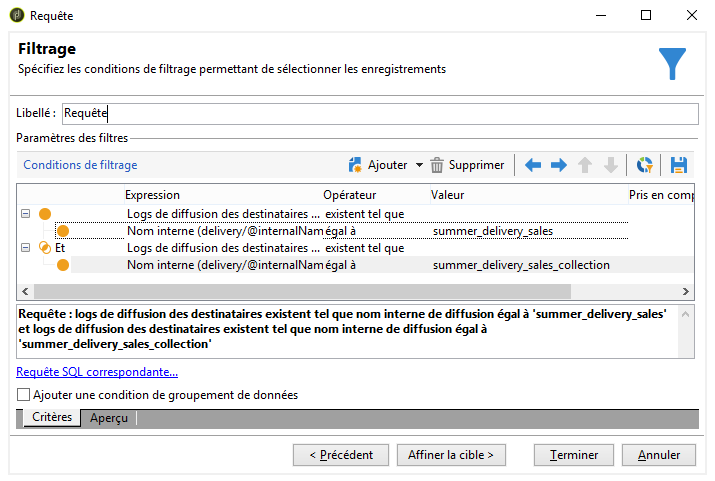 Requête
Filtrage
Spécifiez les conditions de filtrage permettant de sélectionner les enregistrements
Libellé : Requête
Paramètres des filtres
Conditions de filtrage Ajouter Supprimer
Expression Opérateur Valeur Pris en comp
Logs de diffusion des destinataires ... existent tel que
Nom interne (delivery/@internalNam égal à summer_delivery_sales
Et Logs de diffusion des destinataires ... existent tel que
Nom interne (delivery/@internalNam égal à summer_delivery_sales_collection
Requête : logs de diffusion des destinataires existent tel que nom interne de diffusion égal à 'summer_delivery_sales'
et logs de diffusion des destinataires existent tel que nom interne de diffusion égal à
'summer_delivery_sales_collection'
Requête SQL correspondante...
Ajouter une condition de groupement de données
Critères Aperçu
< Précédent Affiner la cible > Terminer Annuler